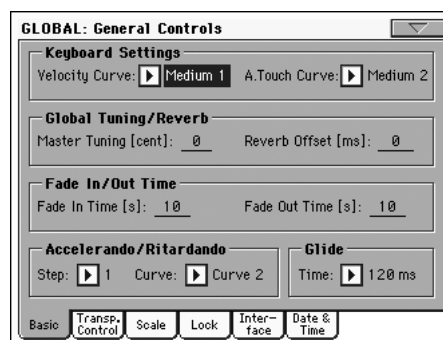 GLOBAL: General Controls
Keyboard Settings
Velocity Curve: Medium 1 A.Touch Curve: Medium 2
Global Tuning/Reverb
Master Tuning [cent]: 0 Reverb Offset [ms]: 0
Fade In/Out Time
Fade In Time [s]: 10 Fade Out Time [s]: 10
Accelerando/Ritardando Glide
Step: 1 Curve: Curve 2 Time: 120 ms
Basic Transp. Control Scale Lock Inter- face Date & Time